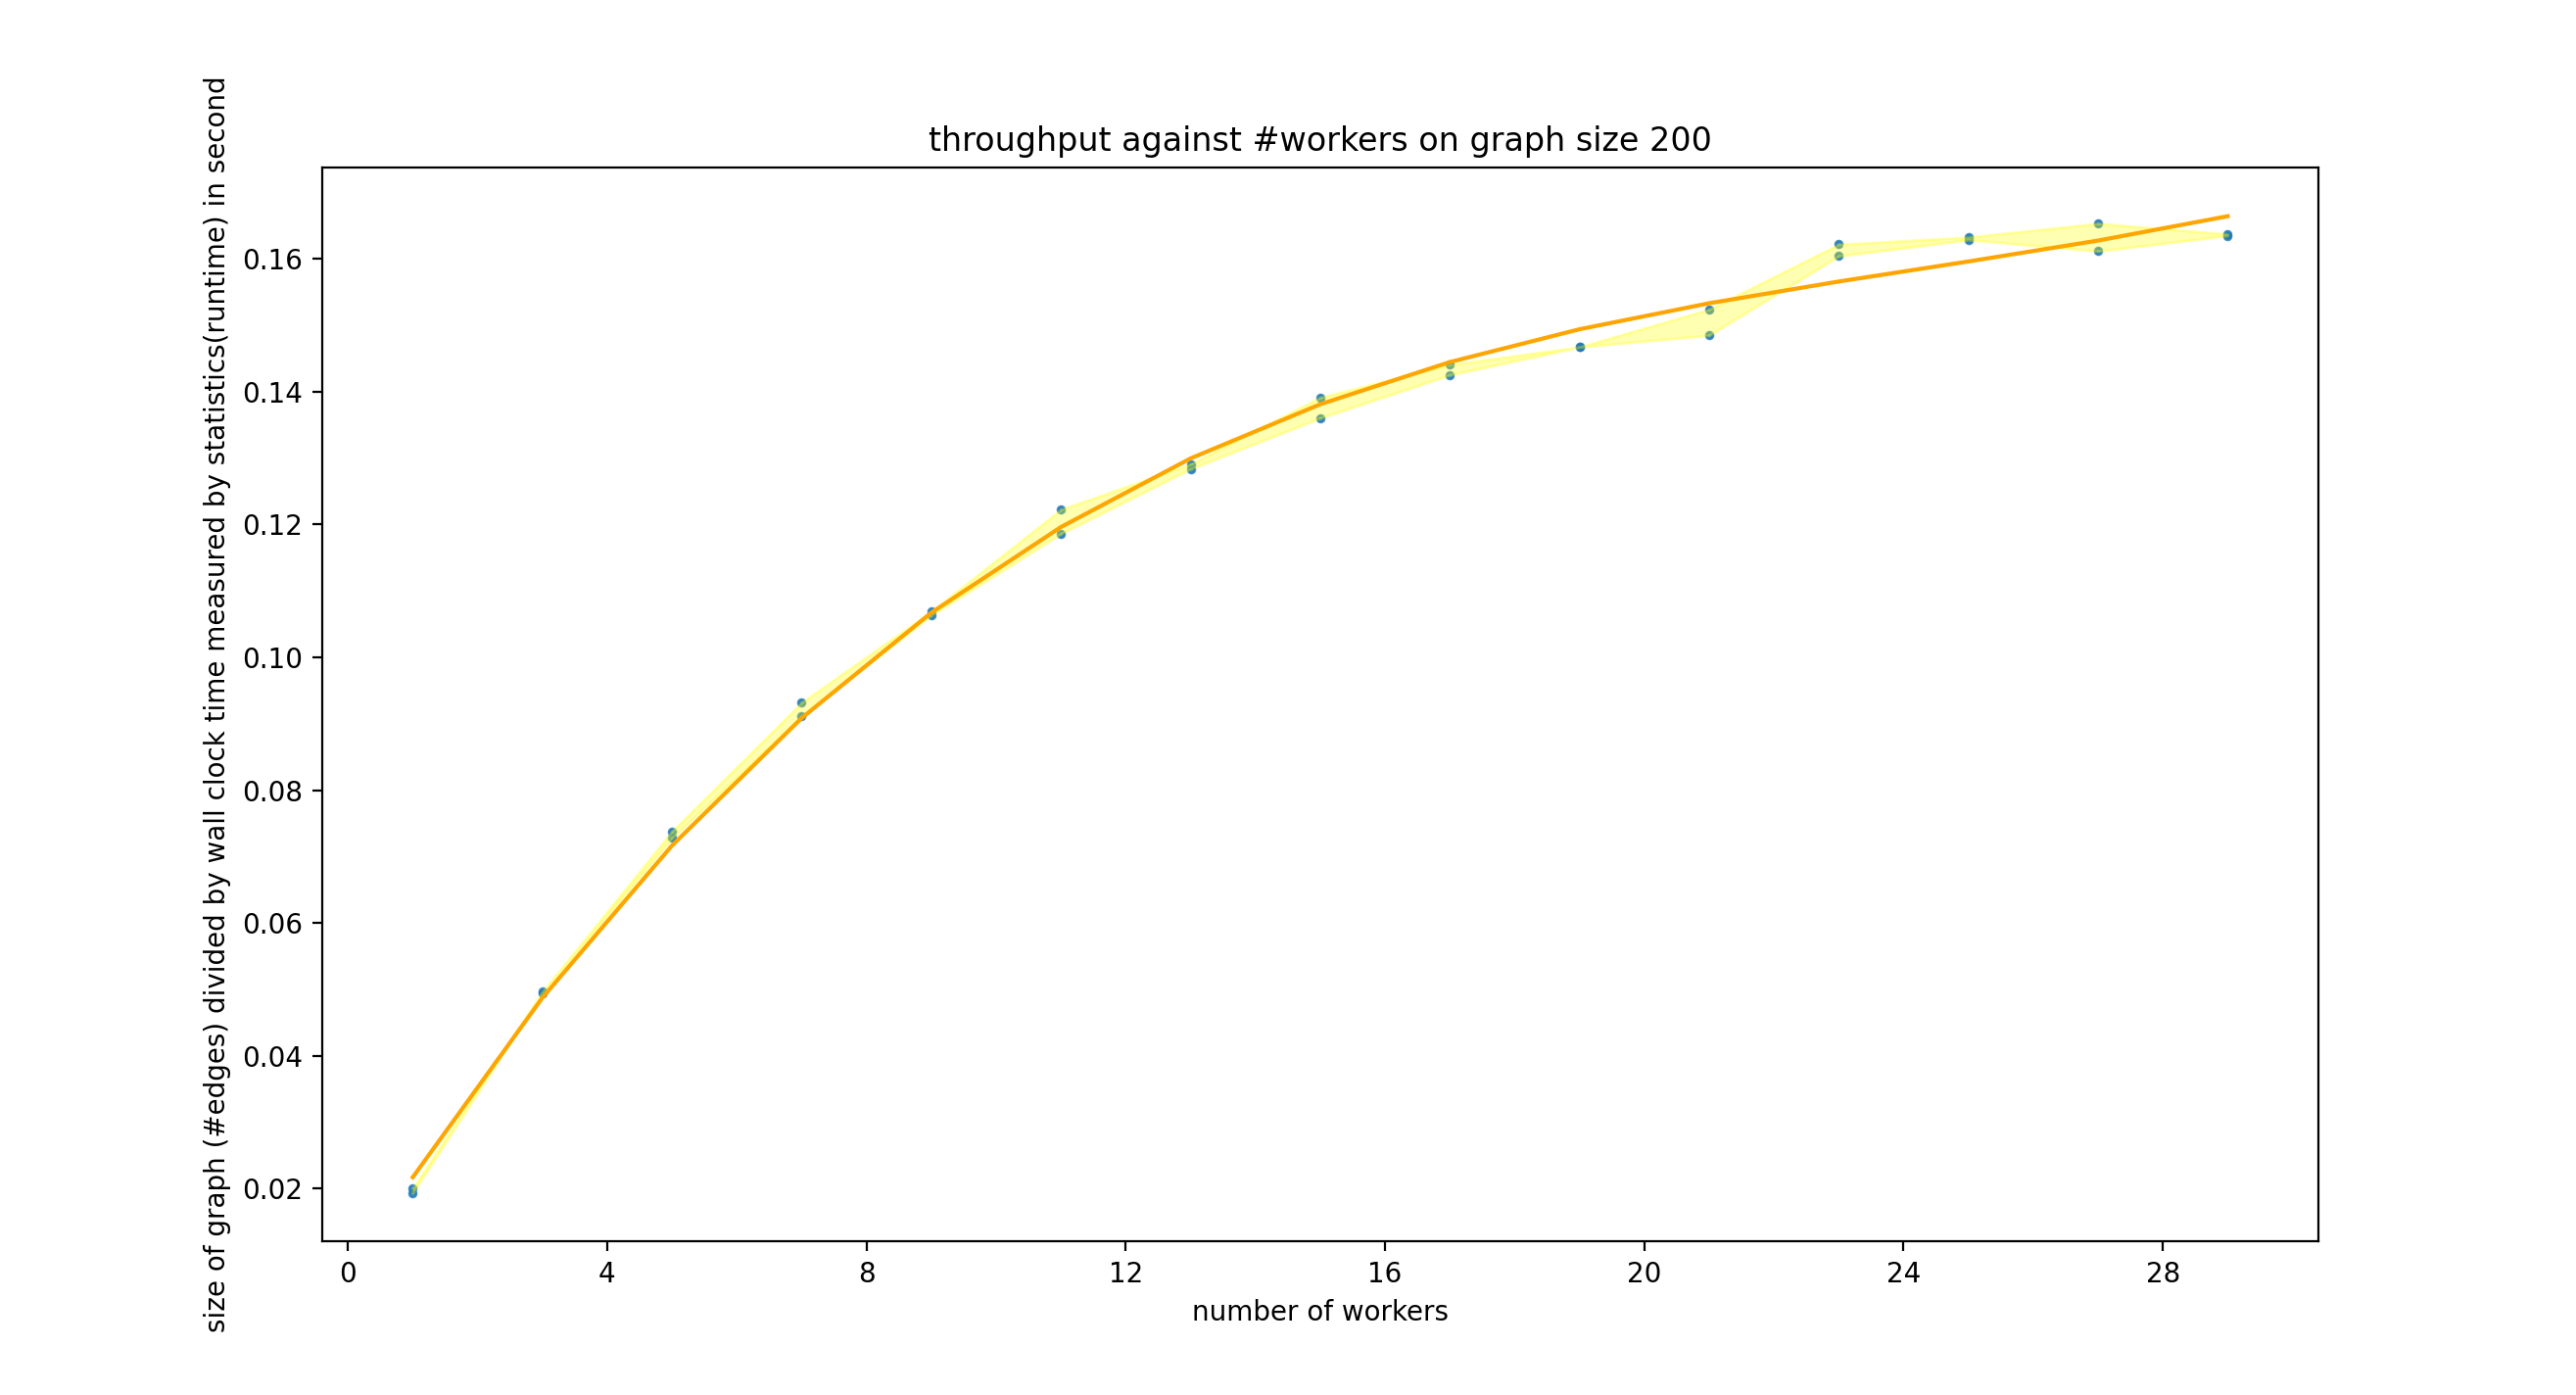 throughput against #workers on graph size 200
size of graph (#edges) divided by wall clock time measured by statistics(runtime) in second
0.16
0.14
0.12
0.10
0.08
0.06
0.04
0.02
0 4 8 12 16 20 24 28
number of workers